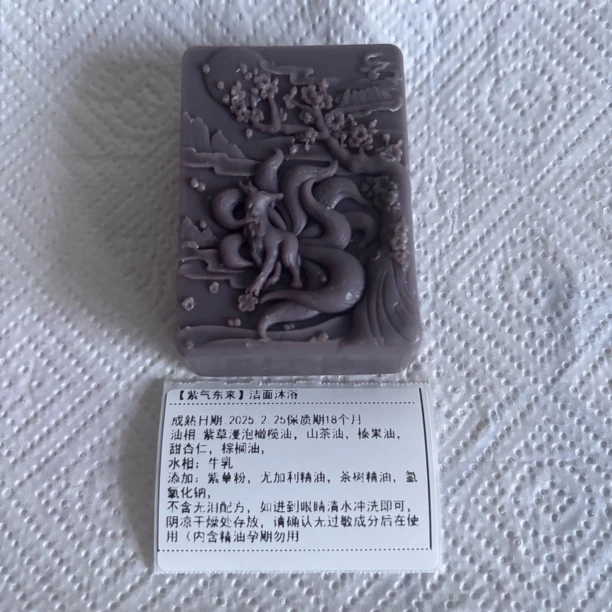 【紫气东来】洁面沐浴
成熟日期.2025.2.25保质期18个月
油相 紫草浸泡橄榄油，山茶油，榛果油，
甜杏仁，棕榈油，
水相：牛乳
添加：紫草粉，尤加利精油，茶树精油，氢
氧化钠，
不含无泪配方，如进到眼睛清水冲洗即可，
阴凉干燥处存放，请确认无过敏成分后在使
用（内含精油孕期勿用